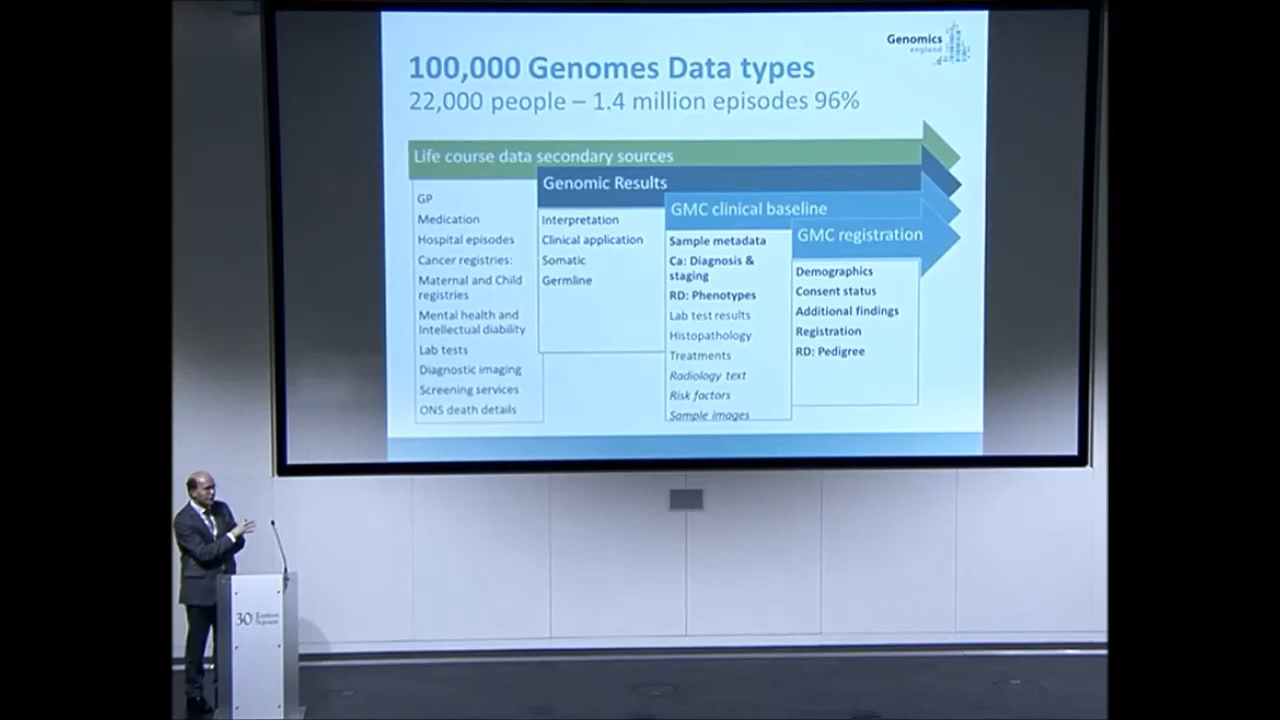 Genomics
england
100,000 Genomes Data types
22,000 people – 1.4 million episodes 96%
Life course data secondary sources
GP
Medication
Hospital episodes
Cancer registries:
Maternal and Child
registries
Mental health and
Intellectual diability
Lab tests
Diagnostic imaging
Screening services
ONS death details
Genomic Results
Interpretation
Clinical application
Somatic
Germline
GMC clinical baseline
Sample metadata
Ca: Diagnosis &
staging
RD: Phenotypes
Lab test results
Histopathology
Treatments
Radiology text
Risk factors
Sample images
GMC registration
Demographics
Consent status
Additional findings
Registration
RD: Pedigree
30